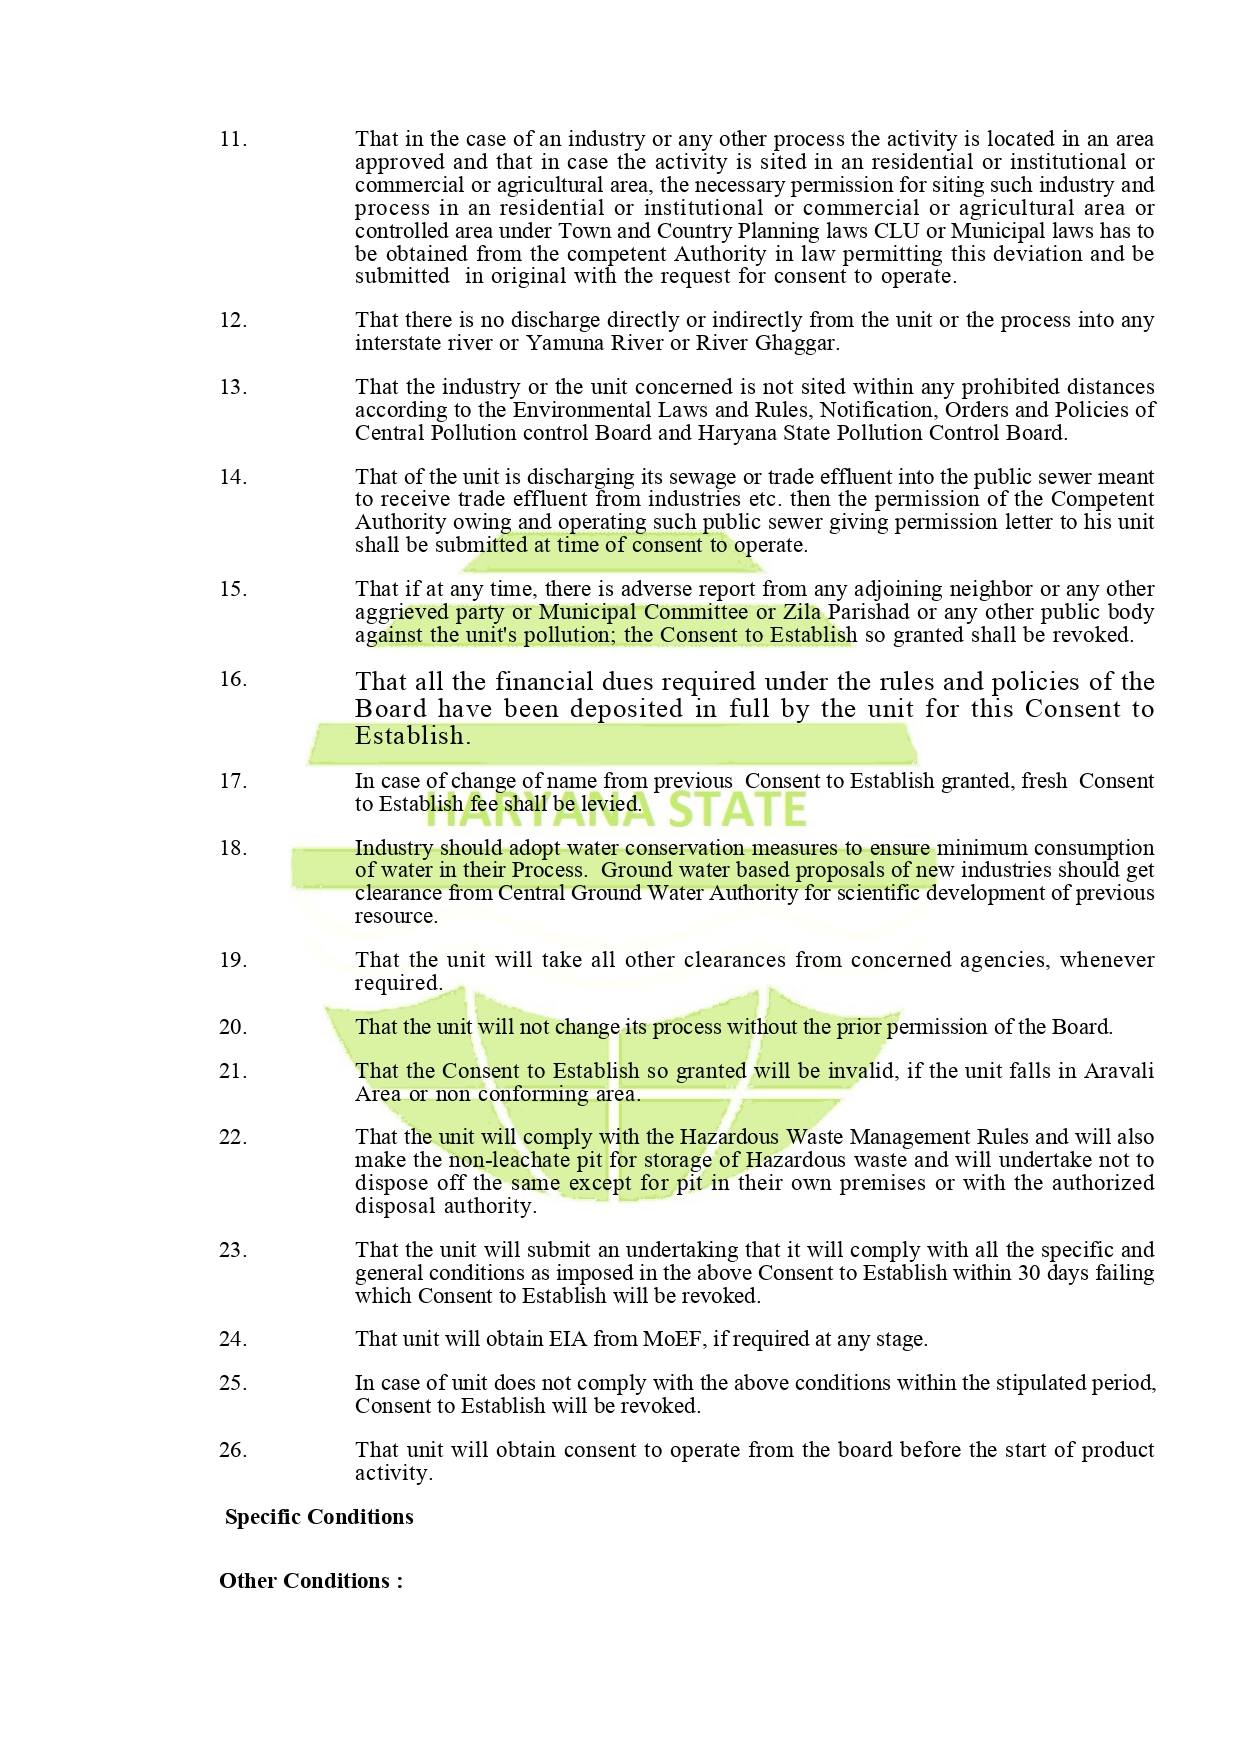 11. That in the case of an industry or any other process the activity is located in an area
approved and that in case the activity is sited in an residential or institutional or
commercial or agricultural area, the necessary permission for siting such industry and
process in an residential or institutional or commercial or agricultural area or
controlled area under Town and Country Planning laws CLU or Municipal laws has to
be obtained from the competent Authority in law permitting this deviation and be
submitted in original with the request for consent to operate.
12. That there is no discharge directly or indirectly from the unit or the process into any
interstate river or Yamuna River or River Ghaggar.
13. That the industry or the unit concerned is not sited within any prohibited distances
according to the Environmental Laws and Rules, Notification, Orders and Policies of
Central Pollution control Board and Haryana State Pollution Control Board.
14. That of the unit is discharging its sewage or trade effluent into the public sewer meant
to receive trade effluent from industries etc. then the permission of the Competent
Authority owing and operating such public sewer giving permission letter to his unit
shall be submitted at time of consent to operate.
15. That if at any time, there is adverse report from any adjoining neighbor or any other
aggrieved party or Municipal Committee or Zila Parishad or any other public body
against the unit's pollution; the Consent to Establish so granted shall be revoked.
16. That all the financial dues required under the rules and policies of the
Board have been deposited in full by the unit for this Consent to
Establish.
17. In case of change of name from previous Consent to Establish granted, fresh Consent
to Establish fee shall be levied.
HARYANA STATE
18. Industry should adopt water conservation measures to ensure minimum consumption
of water in their Process. Ground water based proposals of new industries should get
clearance from Central Ground Water Authority for scientific development of previous
resource.
19. That the unit will take all other clearances from concerned agencies, whenever
required.
20. That the unit will not change its process without the prior permission of the Board.
21. That the Consent to Establish so granted will be invalid, if the unit falls in Aravali
Area or non conforming area.
22. That the unit will comply with the Hazardous Waste Management Rules and will also
make the non-leachate pit for storage of Hazardous waste and will undertake not to
dispose off the same except for pit in their own premises or with the authorized
disposal authority.
23. That the unit will submit an undertaking that it will comply with all the specific and
general conditions as imposed in the above Consent to Establish within 30 days failing
which Consent to Establish will be revoked.
24. That unit will obtain EIA from MoEF, if required at any stage.
25. In case of unit does not comply with the above conditions within the stipulated period,
Consent to Establish will be revoked.
26. That unit will obtain consent to operate from the board before the start of product
activity.
Specific Conditions
Other Conditions :